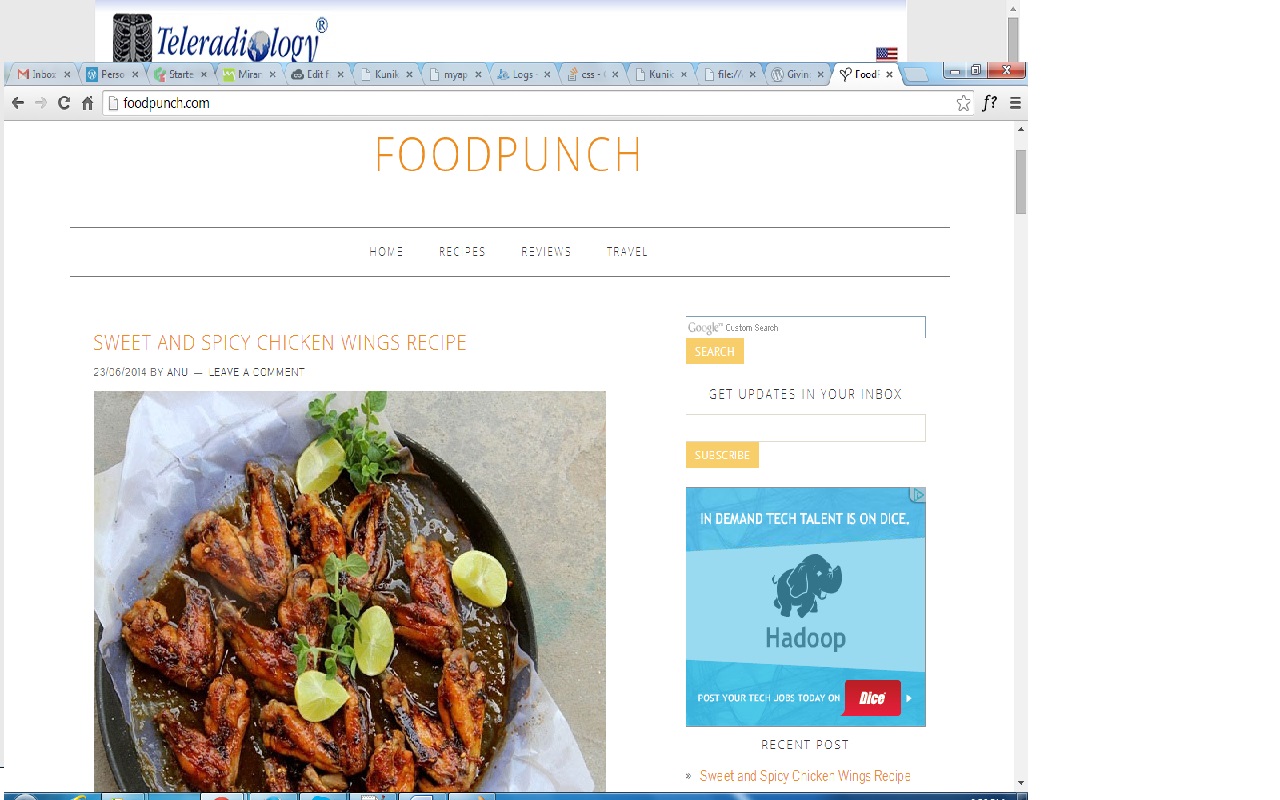 Teleradiology®
Inbox
Perso
Starte
Miran
Edit f
Kunik
myap
Logs -
css -
Kunik
file://
Givin
Food
foodpunch.com
f?
FOODPUNCH
HOME RECIPES REVIEWS TRAVEL
SWEET AND SPICY CHICKEN WINGS RECIPE
23/06/2014 BY ANU — LEAVE A COMMENT
Google™ Custom Search
SEARCH
GET UPDATES IN YOUR INBOX
SUBSCRIBE
IN DEMAND TECH TALENT IS ON DICE.
Hadoop
POST YOUR TECH JOBS TODAY ON Dice
RECENT POST
» Sweet and Spicy Chicken Wings Recipe